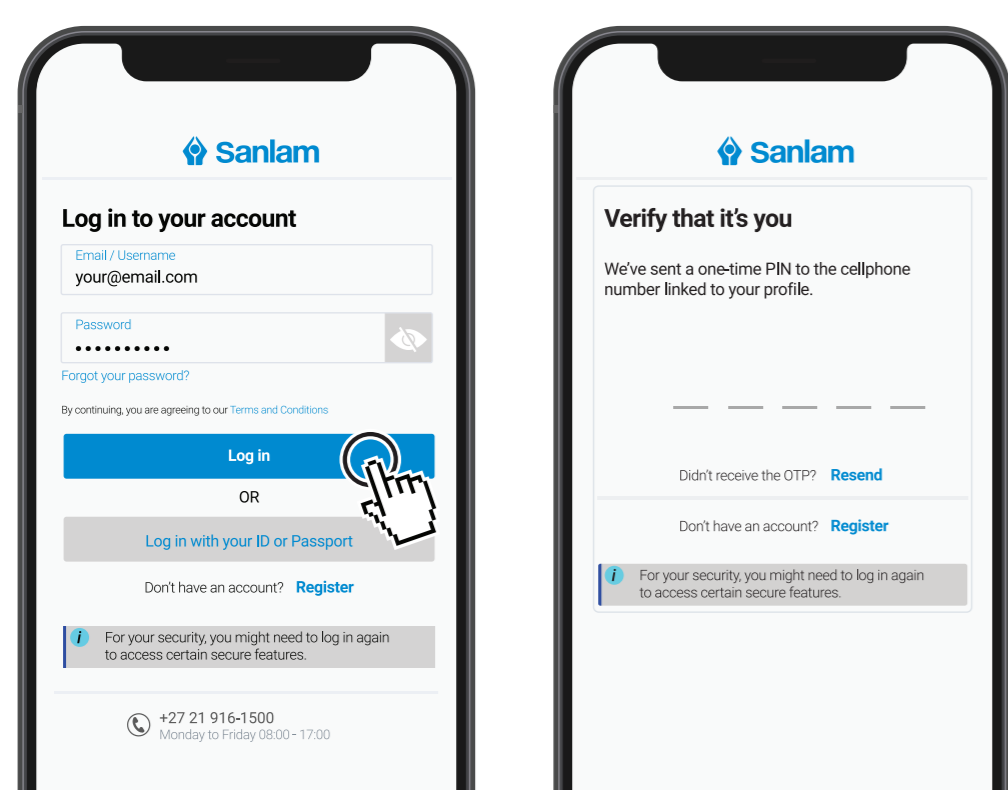 Sanlam
Log in to your account
Email / Username
your@email.com
Password
Forgot your password?
By continuing, you are agreeing to our Terms and Conditions
Log in
OR
Log in with your ID or Passport
Don't have an account? Register
i For your security, you might need to log in again
to access certain secure features.
+27 21 916-1500
Monday to Friday 08:00 - 17:00
Sanlam
Verify that it's you
We've sent a one-time PIN to the cellphone
number linked to your profile.
Didn't receive the OTP? Resend
Don't have an account? Register
i For your security, you might need to log in again
to access certain secure features.